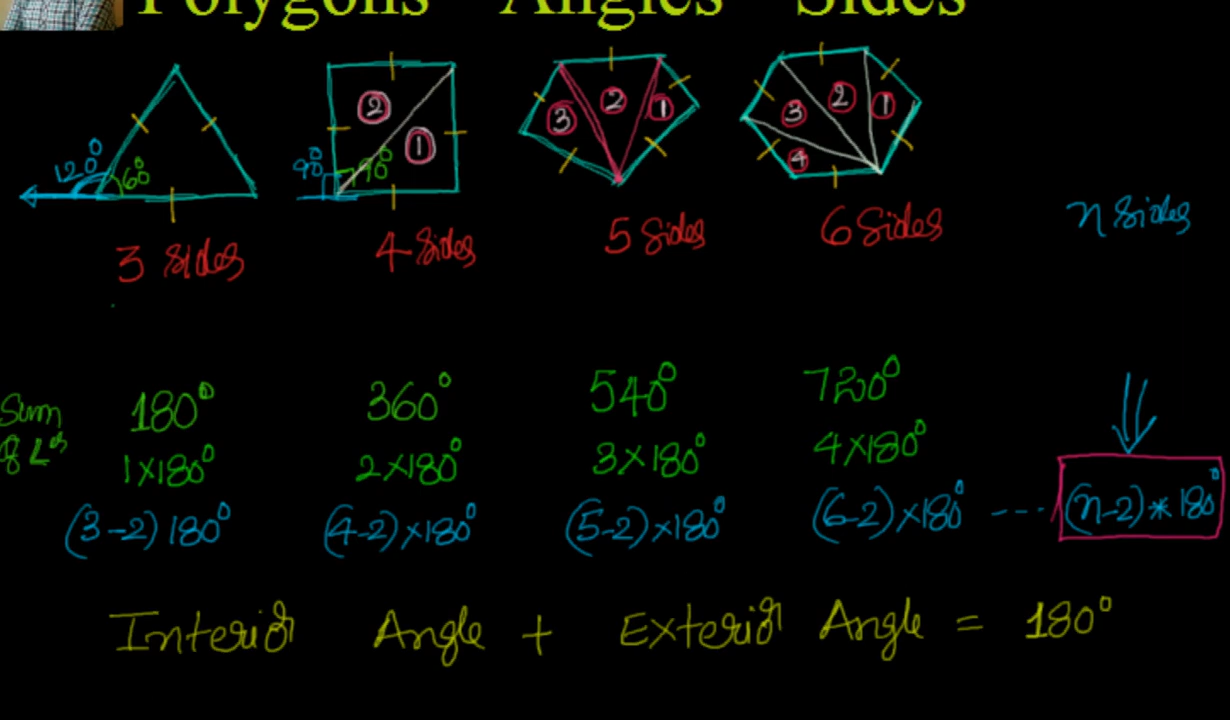 Polygons Angles Sides
120° 60°
90° 90° 2 1
3 2 1
3 2 1 4
3 Sides 4 Sides 5 Sides 6 Sides n Sides
Sum of ∠es 180° 360° 540° 720°
1×180° 2×180° 3×180° 4×180°
(3-2)180° (4-2)×180° (5-2)×180° (6-2)×180° ---- (n-2)*180°
Interior Angle + Exterior Angle = 180°